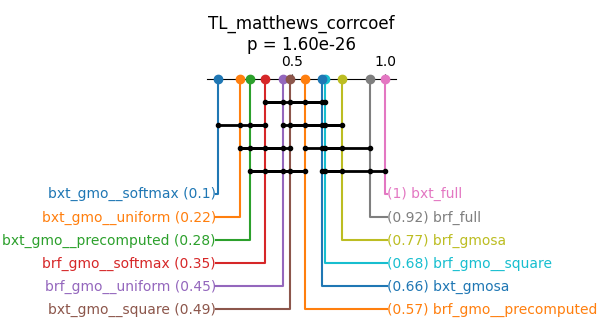 TL_matthews_corrcoef
p = 1.60e-26
0.5 1.0
bxt_gmo__softmax (0.1) (1) bxt_full
bxt_gmo__uniform (0.22) (0.92) brf_full
bxt_gmo__precomputed (0.28) (0.77) brf_gmosa
brf_gmo__softmax (0.35) (0.68) brf_gmo__square
brf_gmo__uniform (0.45) (0.66) bxt_gmosa
bxt_gmo__square (0.49) (0.57) brf_gmo__precomputed